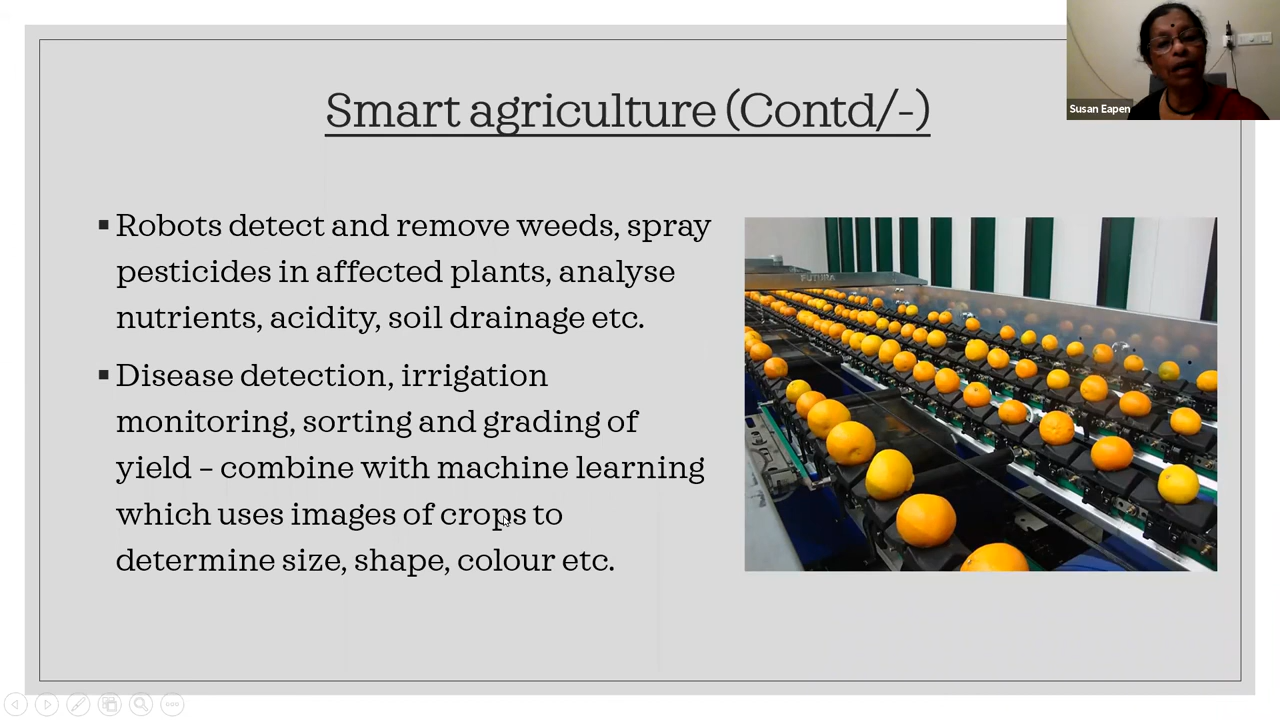 Smart agriculture (Contd/-)
Susan Eapen
▪ Robots detect and remove weeds, spray
pesticides in affected plants, analyse
nutrients, acidity, soil drainage etc.
▪ Disease detection, irrigation
monitoring, sorting and grading of
yield – combine with machine learning
which uses images of crops to
determine size, shape, colour etc.
FUTURA